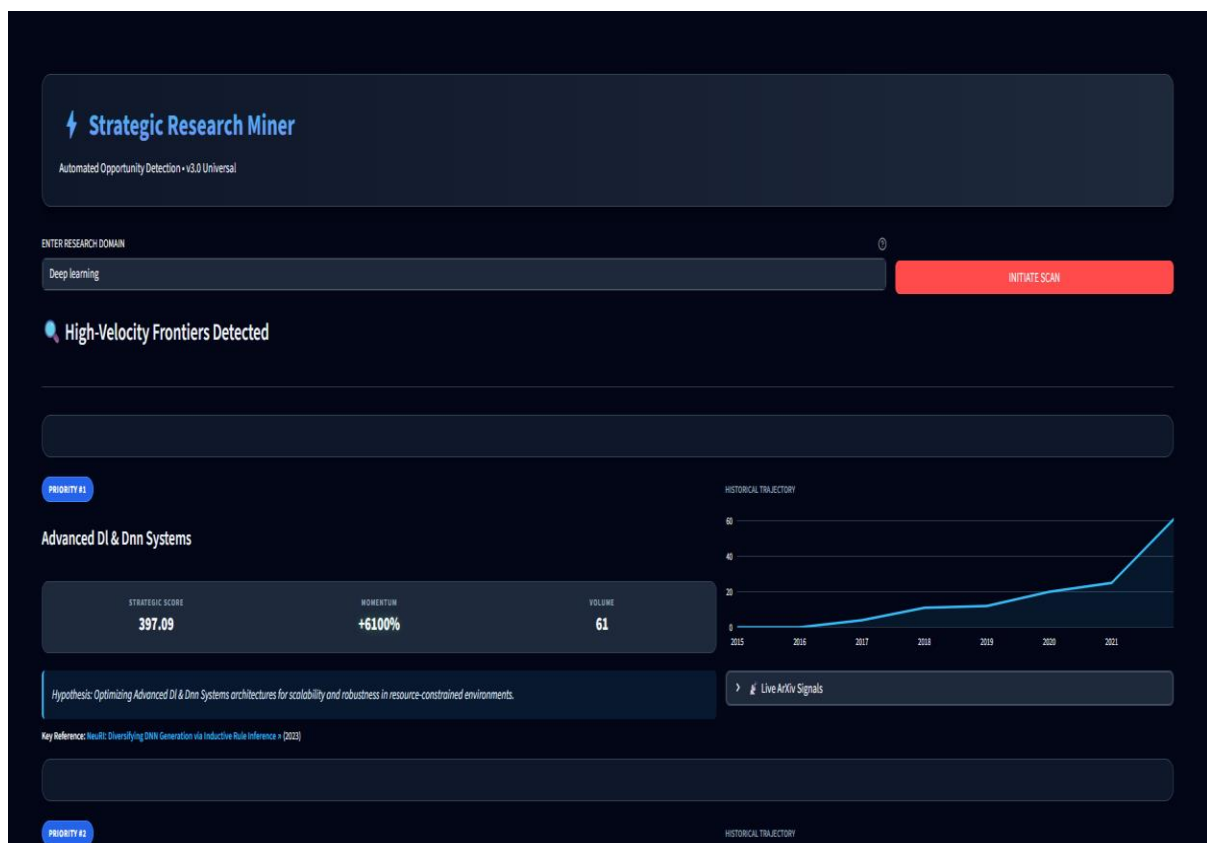 Strategic Research Miner
Automated Opportunity Detection • v3.0 Universal
ENTER RESEARCH DOMAIN
Deep learning
INITIATE SCAN
High-Velocity Frontiers Detected
PRIORITY #1
Advanced Dl & Dnn Systems
STRATEGIC SCORE
397.09
MOMENTUM
+6100%
VOLUME
61
Hypothesis: Optimizing Advanced Dl & Dnn Systems architectures for scalability and robustness in resource-constrained environments.
Key Reference: NeuRI: Diversifying DNN Generation via Inductive Rule Inference » (2023)
HISTORICAL TRAJECTORY
60
40
20
0
2015 2016 2017 2018 2019 2020 2021
Live ArXiv Signals
PRIORITY #2
HISTORICAL TRAJECTORY